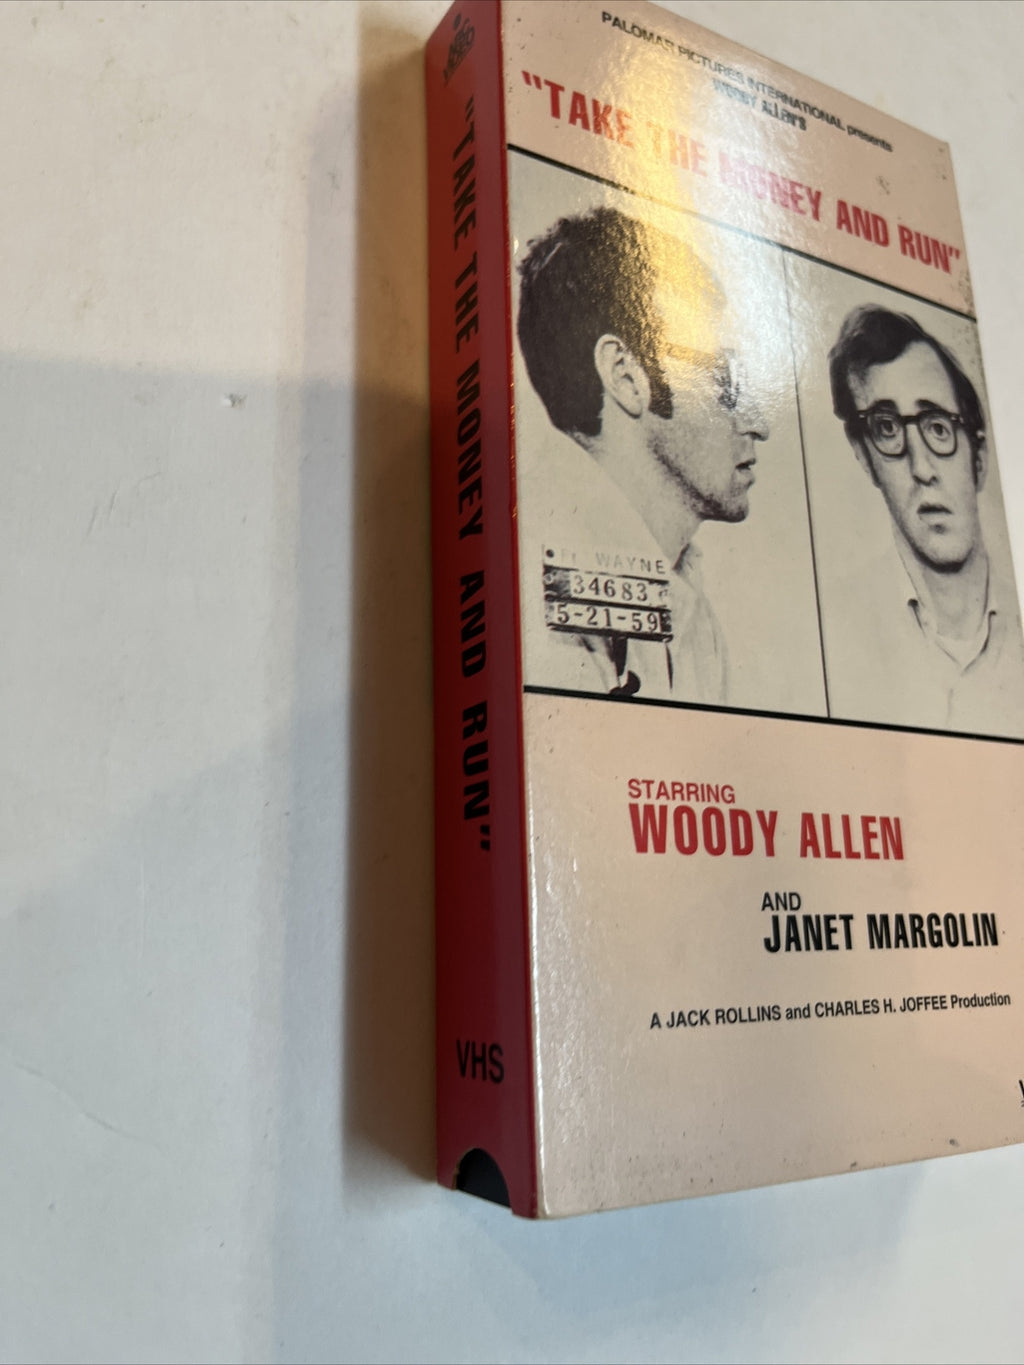 PALOMAR PICTURES INTERNATIONAL presents
WOODY ALLEN'S
"TAKE THE MONEY AND RUN"
WAYNE
34683
5-21-59
STARRING
WOODY ALLEN
AND
JANET MARGOLIN
A JACK ROLLINS and CHARLES H. JOFFEE Production
"TAKE THE MONEY AND RUN"
VHS